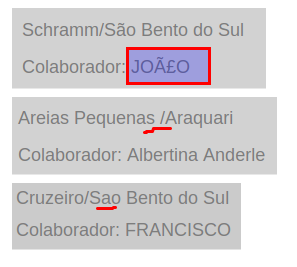 Schramm/São Bento do Sul
Colaborador: JOÃ£O
Areias Pequenas /Araquari
Colaborador: Albertina Anderle
Cruzeiro/Sao Bento do Sul
Colaborador: FRANCISCO